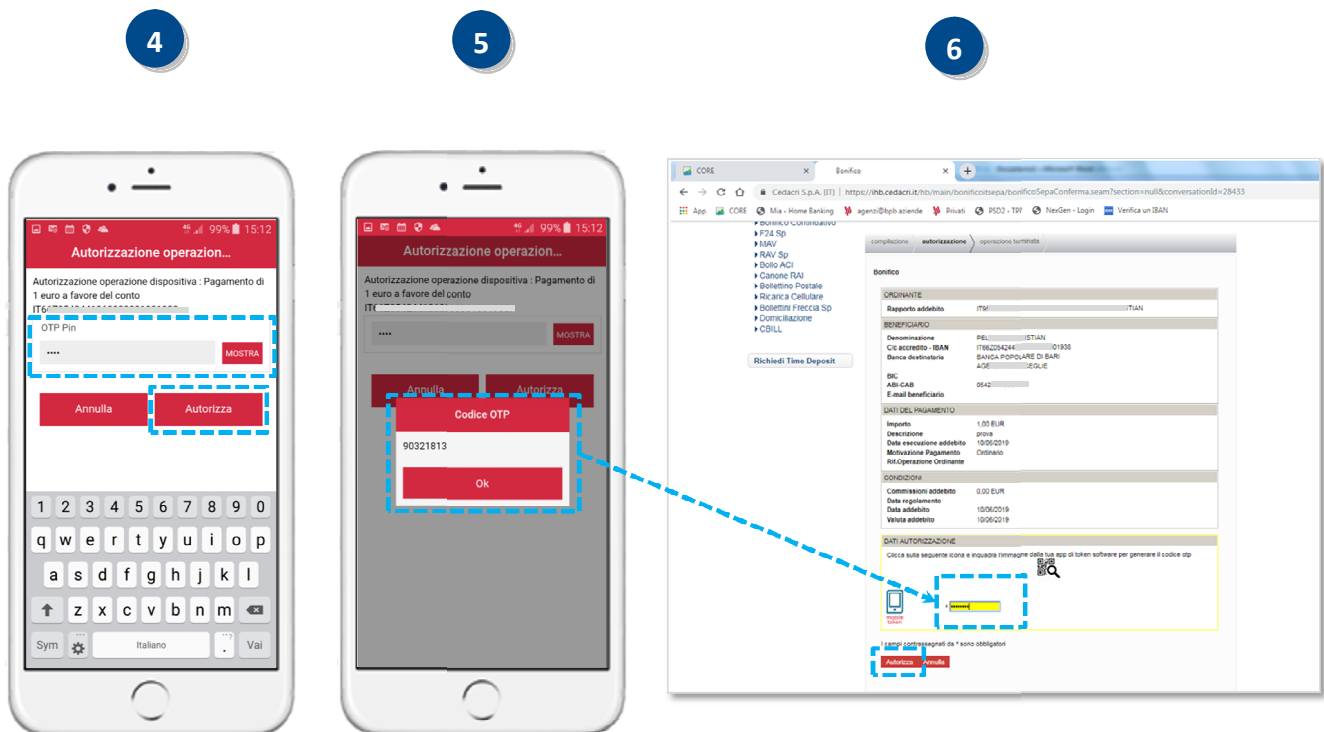 4
5
6
99% 15:12
Autorizzazione operazion...
Autorizzazione operazione dispositiva : Pagamento di
1 euro a favore del conto
OTP Pin
••••
MOSTRA
Annulla
Autorizza
1 2 3 4 5 6 7 8 9 0
q w e r t y u i o p
a s d f g h j k l
z x c v b n m
Sym
Italiano
Vai
99% 15:12
Autorizzazione operazion...
Autorizzazione operazione dispositiva : Pagamento di
1 euro a favore del conto
••••
MOSTRA
Annulla
Autorizza
Codice OTP
90321813
Ok
CORE
Bonifico
Cedacri S.p.A. [IT] | https://ihb.cedacri.it/hb/main/bonificoitsepa/bonificoSepaConferma.seam?section=null&conversationId=28433
App CORE Mia - Home Banking agenzi@bpb aziende Privati PSD2 - TPP NexGen - Login Verifica un IBAN
Bonifico Continuativo
F24 Sp
MAV
RAV Sp
Bollo ACI
Canone RAI
Bollettino Postale
Ricarica Cellulare
Bollettini Freccia Sp
Domiciliazione
CBILL
Richiedi Time Deposit
compilazione autorizzazione operazione terminata
Bonifico
ORDINANTE
Rapporto addebito
TIAN
BENEFICIARIO
Denominazione PEL STIAN
C/c accredito - IBAN IT66Z054244 01938
Banca destinataria BANCA POPOLARE DI BARI
BIC
ABI-CAB 0542
E-mail beneficiario
DATI DEL PAGAMENTO
Importo 1,00 EUR
Descrizione prova
Data esecuzione addebito 10/06/2019
Motivazione Pagamento Ordinario
Rif.Operazione Ordinante
CONDIZIONI
Commissioni addebito 0,00 EUR
Data regolamento
Data addebito 10/06/2019
Valuta addebito 10/06/2019
DATI AUTORIZZAZIONE
Clicca sulla seguente icona e inquadra l'immagine dalla tua app di token software per generare il codice otp
mobile
token
*
I campi contrassegnati da * sono obbligatori
Autorizza Annulla